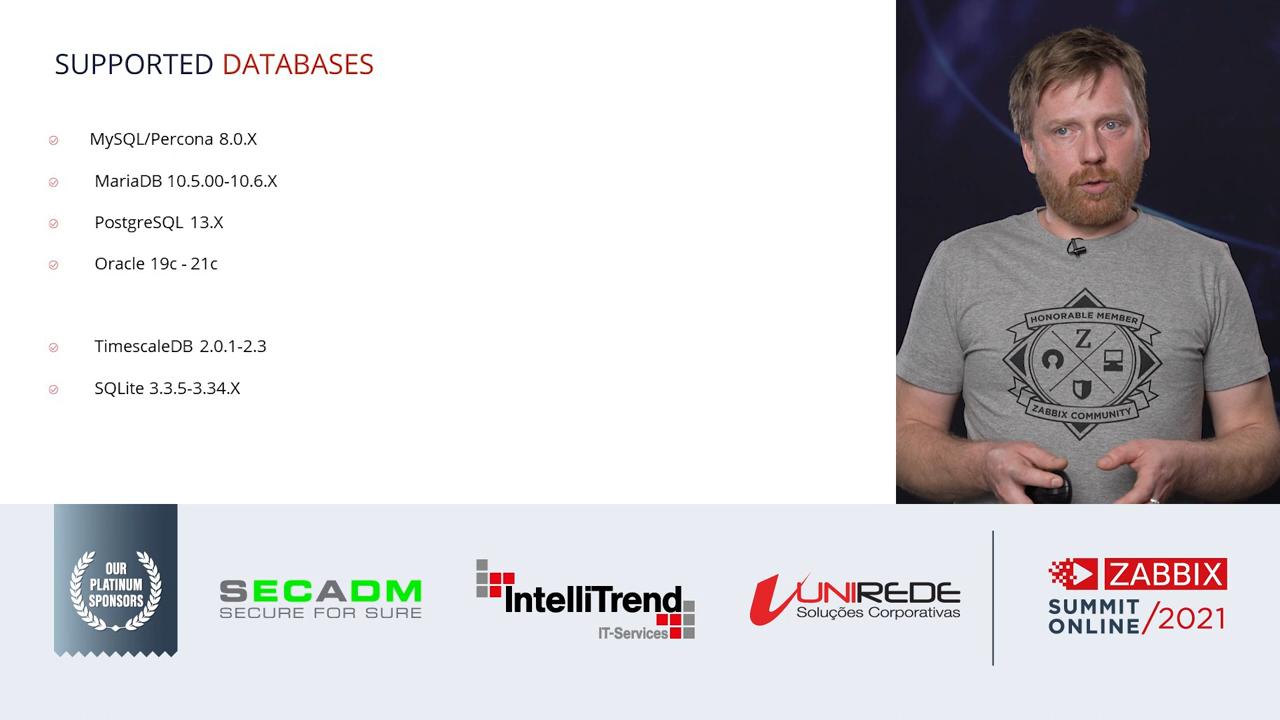 SUPPORTED DATABASES
MySQL/Percona 8.0.X
MariaDB 10.5.00-10.6.X
PostgreSQL 13.X
Oracle 19c - 21c
TimescaleDB 2.0.1-2.3
SQLite 3.3.5-3.34.X
HONORABLE MEMBER
Z
ZABBIX COMMUNITY
OUR
PLATINUM
SPONSORS
SECADM
SECURE FOR SURE
IntelliTrend
IT-Services
UNIREDE
Soluções Corporativas
ZABBIX
SUMMIT
ONLINE/2021